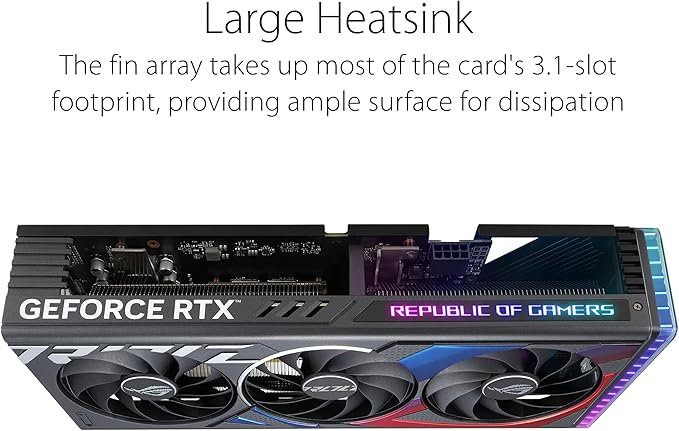 Large Heatsink
The fin array takes up most of the card's 3.1-slot
footprint, providing ample surface for dissipation
GEFORCE RTX™
REPUBLIC OF GAMERS